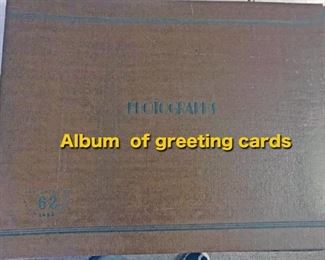 PHOTOGRAPHS
Album of greeting cards
62